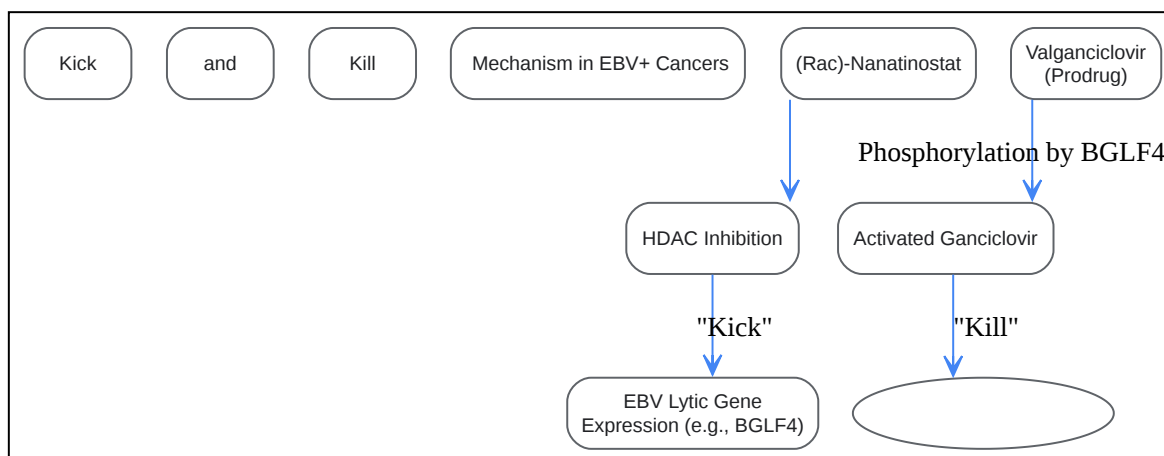 Kick
and
Kill
Mechanism in EBV+ Cancers
(Rac)-Nanatinostat
Valganciclovir
(Prodrug)
Phosphorylation by BGLF4
HDAC Inhibition
Activated Ganciclovir
"Kick"
"Kill"
EBV Lytic Gene
Expression (e.g., BGLF4)